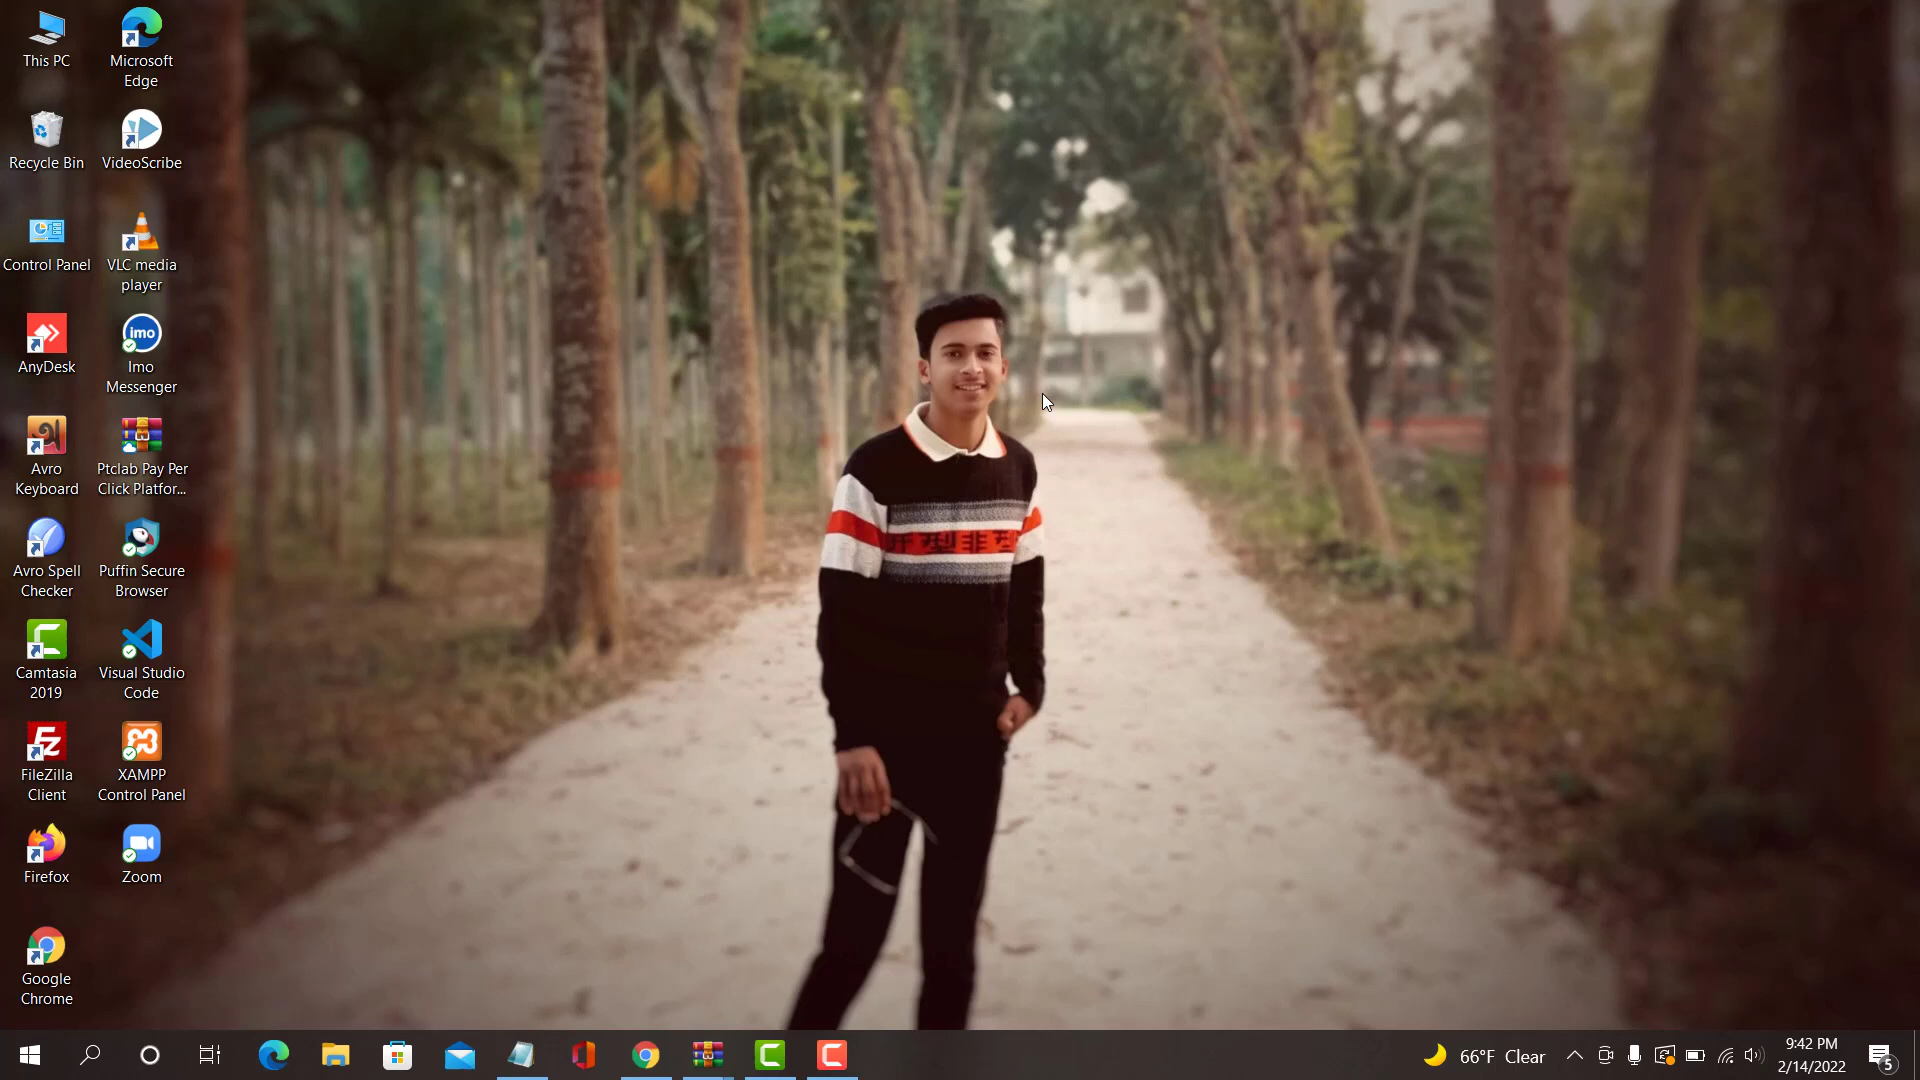 This PC
Microsoft
Edge
Recycle Bin
VideoScribe
Control Panel
VLC media
player
AnyDesk
imo
Imo
Messenger
Avro
Keyboard
Ptclab Pay Per
Click Platfor...
Avro Spell
Checker
Puffin Secure
Browser
Camtasia
2019
Visual Studio
Code
FileZilla
Client
XAMPP
Control Panel
Firefox
Zoom
Google
Chrome
66°F Clear
9:42 PM
2/14/2022
5